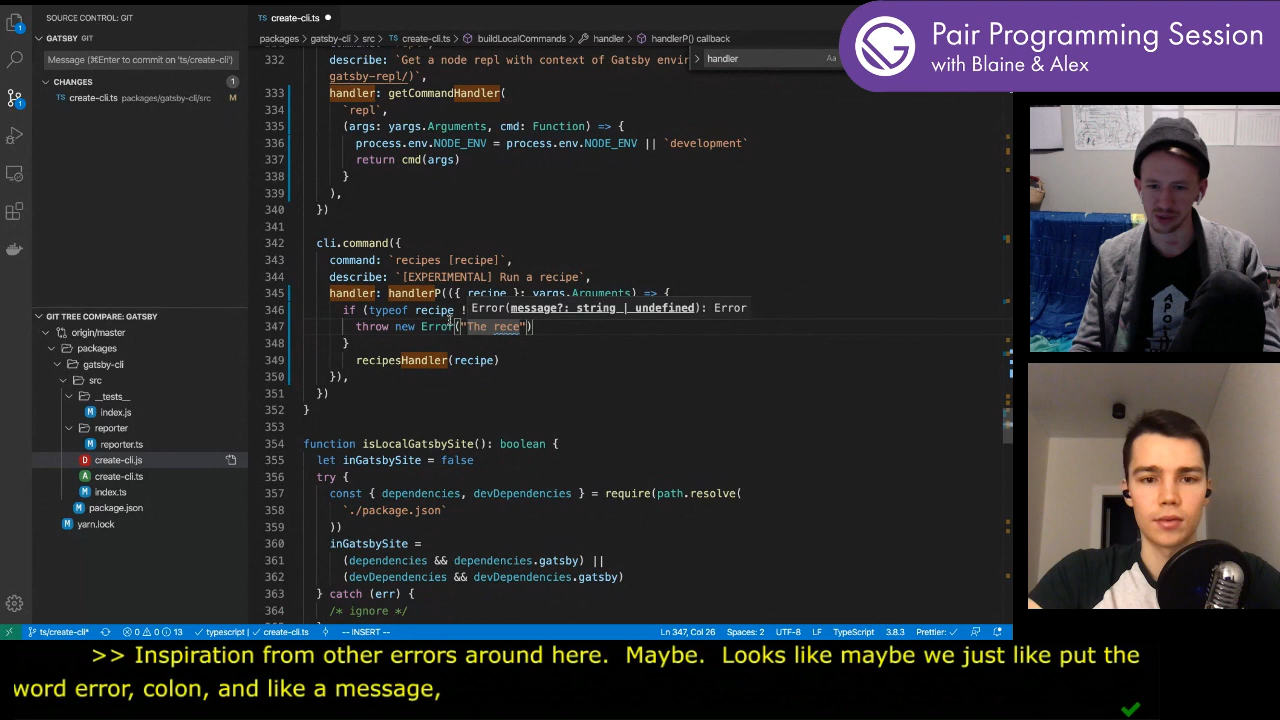 SOURCE CONTROL: GIT
GATSBY GIT
Message (⌘Enter to commit on 'ts/create-cli')
CHANGES 1
create-cli.ts packages/gatsby-cli/src M
GIT TREE COMPARE: GATSBY
origin/master
packages
gatsby-cli
src
__tests__
M index.js
reporter
M reporter.ts
D create-cli.js
A create-cli.ts
M index.ts
M package.json
M yarn.lock
TS create-cli.ts ●
packages > gatsby-cli > src > TS create-cli.ts > buildLocalCommands > handler > handlerP() callback
handler Aa
332 describe: `Get a node repl with context of Gatsby
gatsby-repl/)`,
333 handler: getCommandHandler(
334 `repl`,
335 (args: yargs.Arguments, cmd: Function) => {
336 process.env.NODE_ENV = process.env.NODE_ENV || `development`
337 return cmd(args)
338 }
339 ),
340 })
341
342 cli.command({
343 command: `recipes [recipe]`,
344 describe: `[EXPERIMENTAL] Run a recipe`,
345 handler: handlerP(({ recipe }: yargs.Arguments) => {
346 if (typeof recipe ! Error(message?: string | undefined): Error
347 throw new Error("The rece")
348 }
349 recipesHandler(recipe)
350 }),
351 })
352 }
353
354 function isLocalGatsbySite(): boolean {
355 let inGatsbySite = false
356 try {
357 const { dependencies, devDependencies } = require(path.resolve(
358 `./package.json`
359 ))
360 inGatsbySite =
361 (dependencies && dependencies.gatsby) ||
362 (devDependencies && devDependencies.gatsby)
363 } catch (err) {
364 /* ignore */
ts/create-cli* 0 0 13 typescript | create-cli.ts -- INSERT -- Ln 347, Col 26 Spaces: 2 UTF-8 LF TypeScript 3.8.3 Prettier: ✓
Pair Programming Session
with Blaine & Alex
>> Inspiration from other errors around here. Maybe. Looks like maybe we just like put the
word error, colon, and like a message,